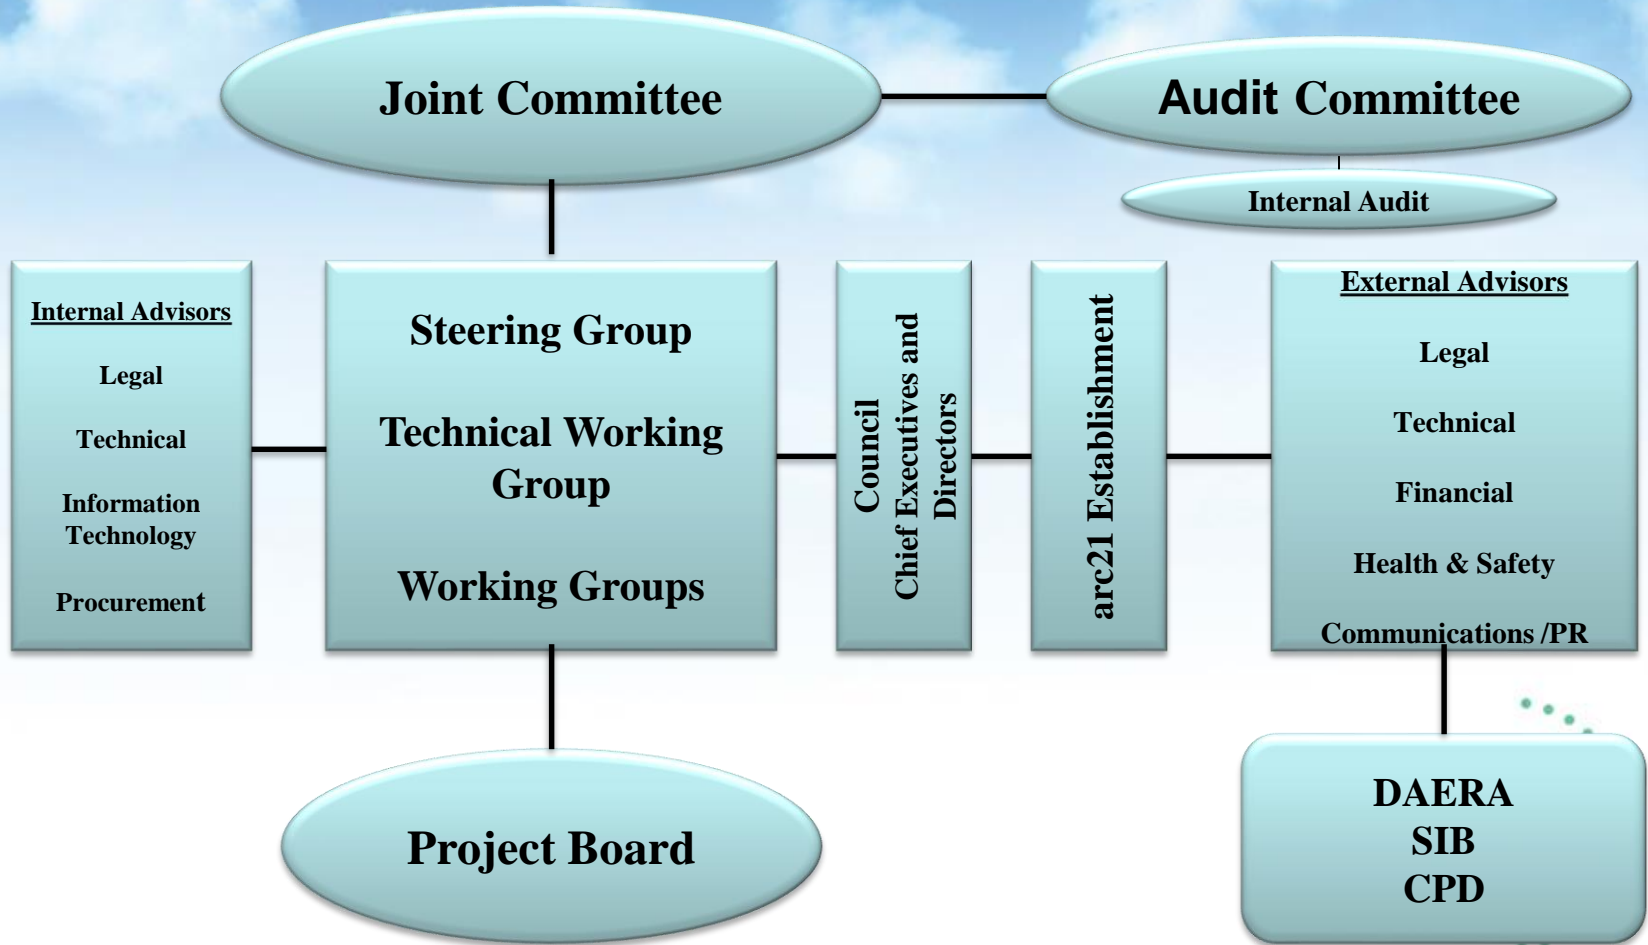 Joint Committee
Audit Committee
Internal Audit
Internal Advisors
Legal
Technical
Information
Technology
Procurement
Steering Group
Technical Working
Group
Working Groups
Council
Chief Executives and
Directors
arc21 Establishment
External Advisors
Legal
Technical
Financial
Health & Safety
Communications /PR
Project Board
DAERA
SIB
CPD